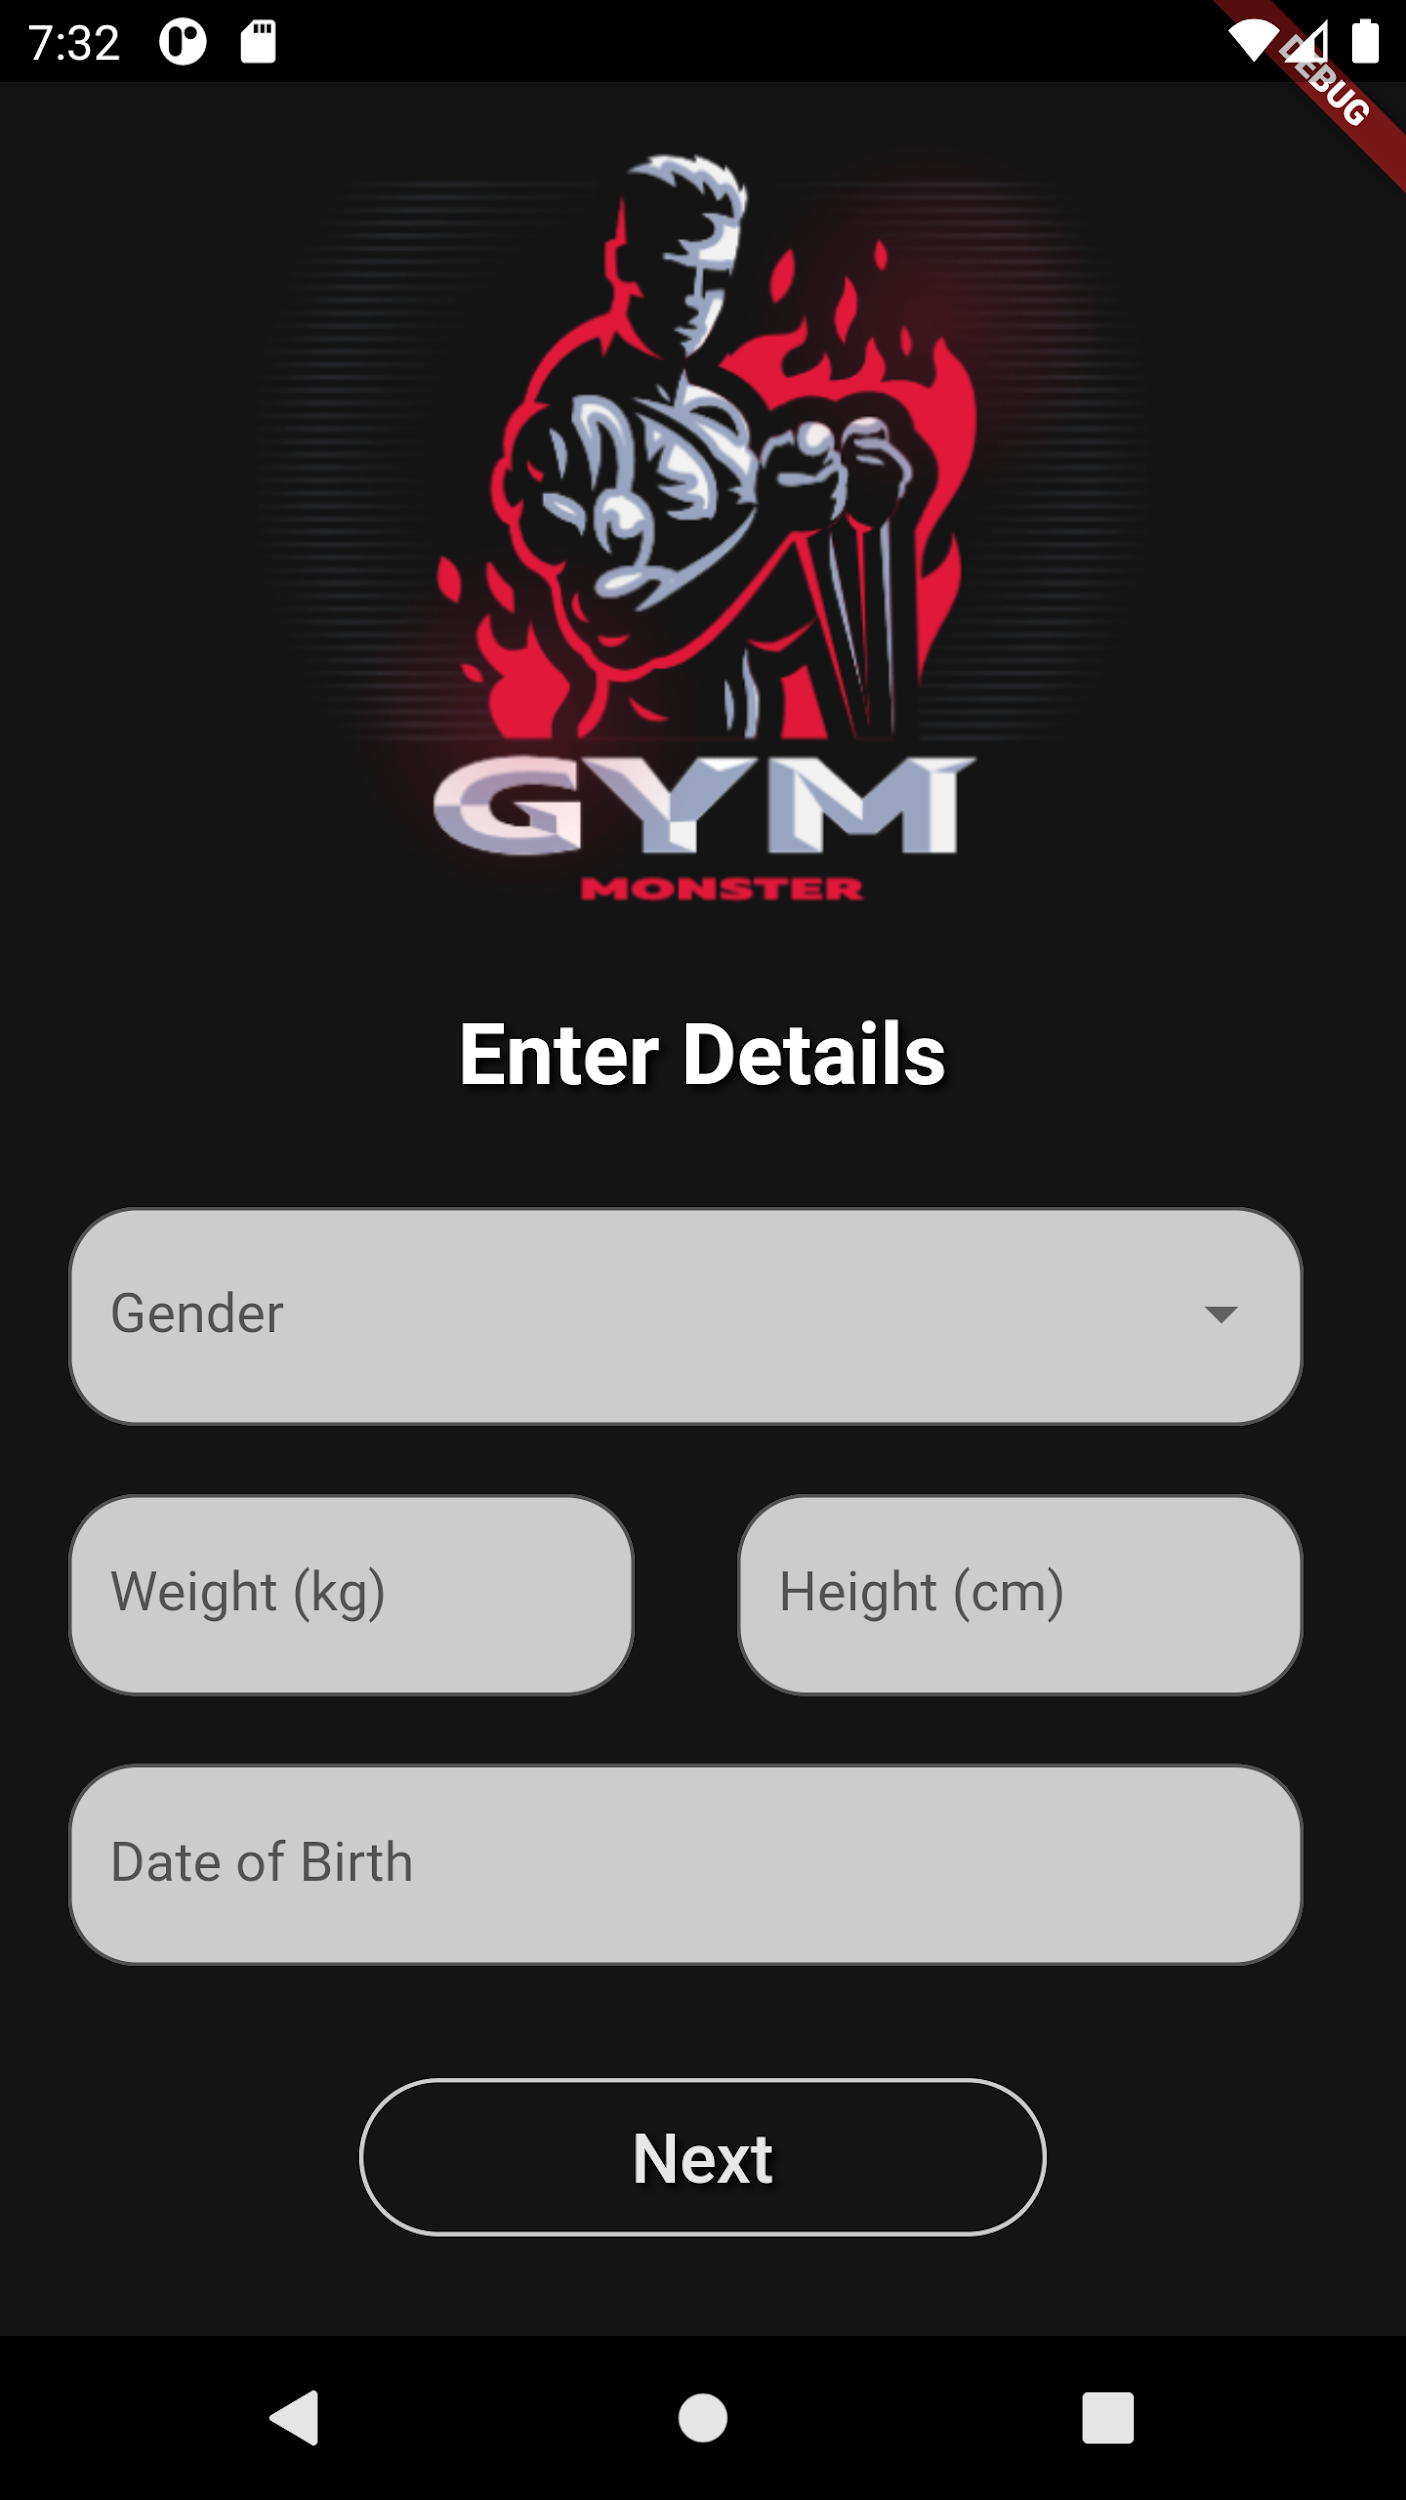 7:32
DEBUG
GYM
MONSTER
Enter Details
Gender
Weight (kg) Height (cm)
Date of Birth
Next